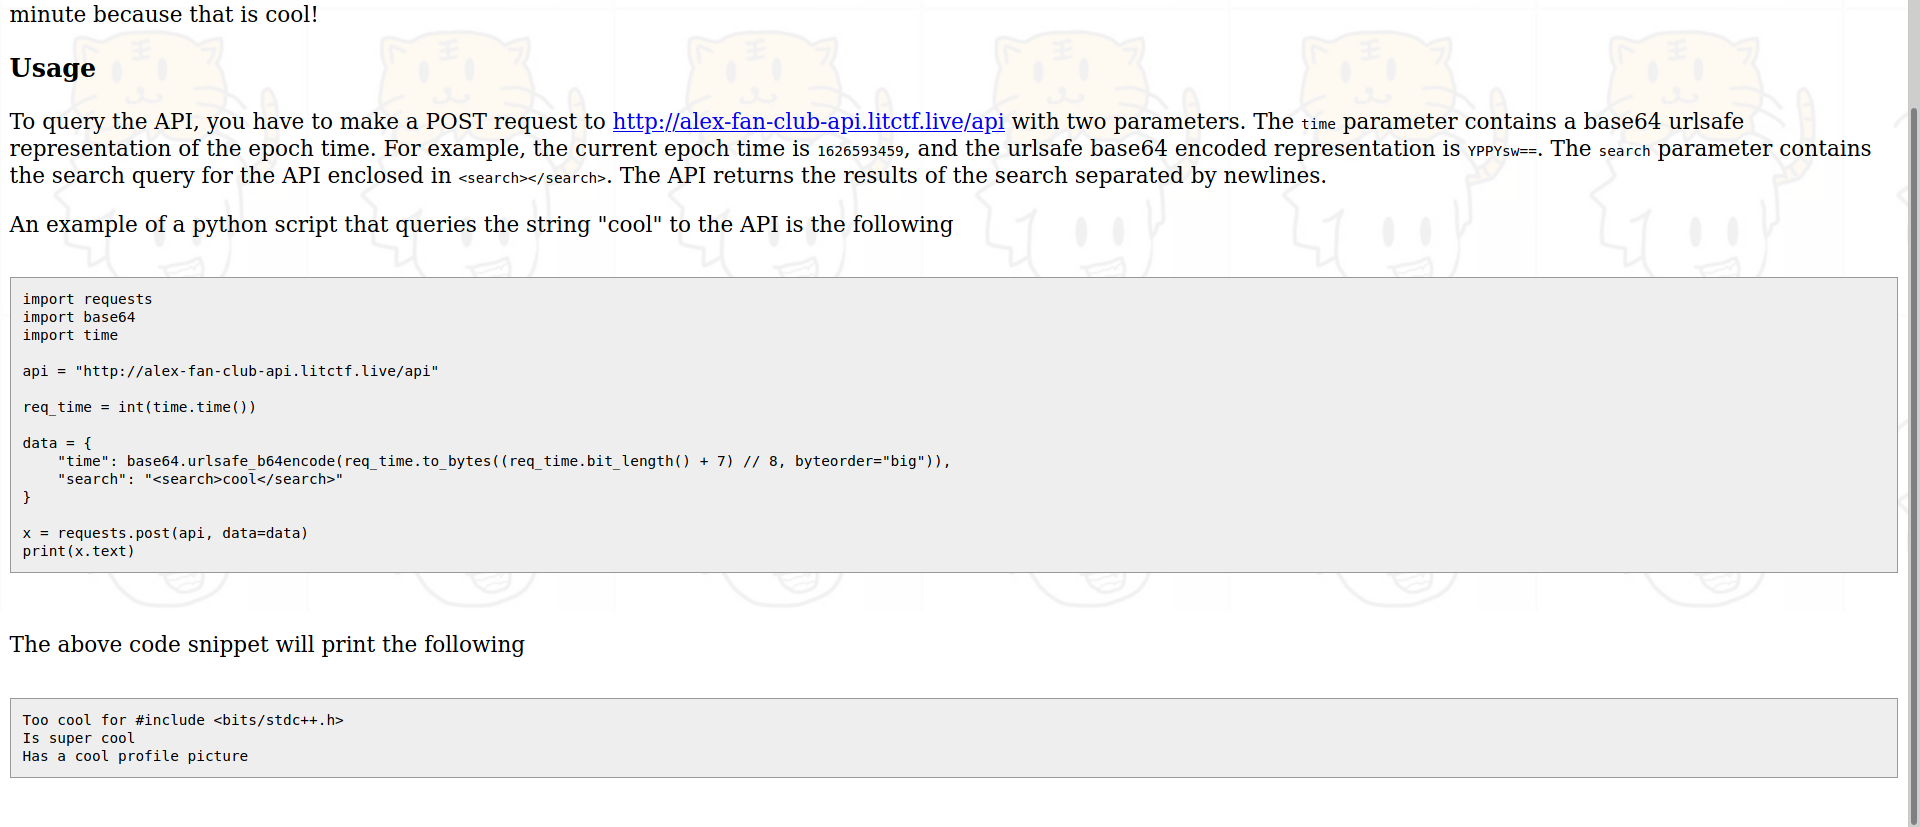 minute because that is cool!
Usage
To query the API, you have to make a POST request to http://alex-fan-club-api.litctf.live/api with two parameters. The time parameter contains a base64 urlsafe
representation of the epoch time. For example, the current epoch time is 1626593459, and the urlsafe base64 encoded representation is YPPYsw==. The search parameter contains
the search query for the API enclosed in <search></search>. The API returns the results of the search separated by newlines.
An example of a python script that queries the string "cool" to the API is the following
import requests
import base64
import time
api = "http://alex-fan-club-api.litctf.live/api"
req_time = int(time.time())
data = {
    "time": base64.urlsafe_b64encode(req_time.to_bytes((req_time.bit_length() + 7) // 8, byteorder="big")),
    "search": "<search>cool</search>"
}
x = requests.post(api, data=data)
print(x.text)
The above code snippet will print the following
Too cool for #include <bits/stdc++.h>
Is super cool
Has a cool profile picture